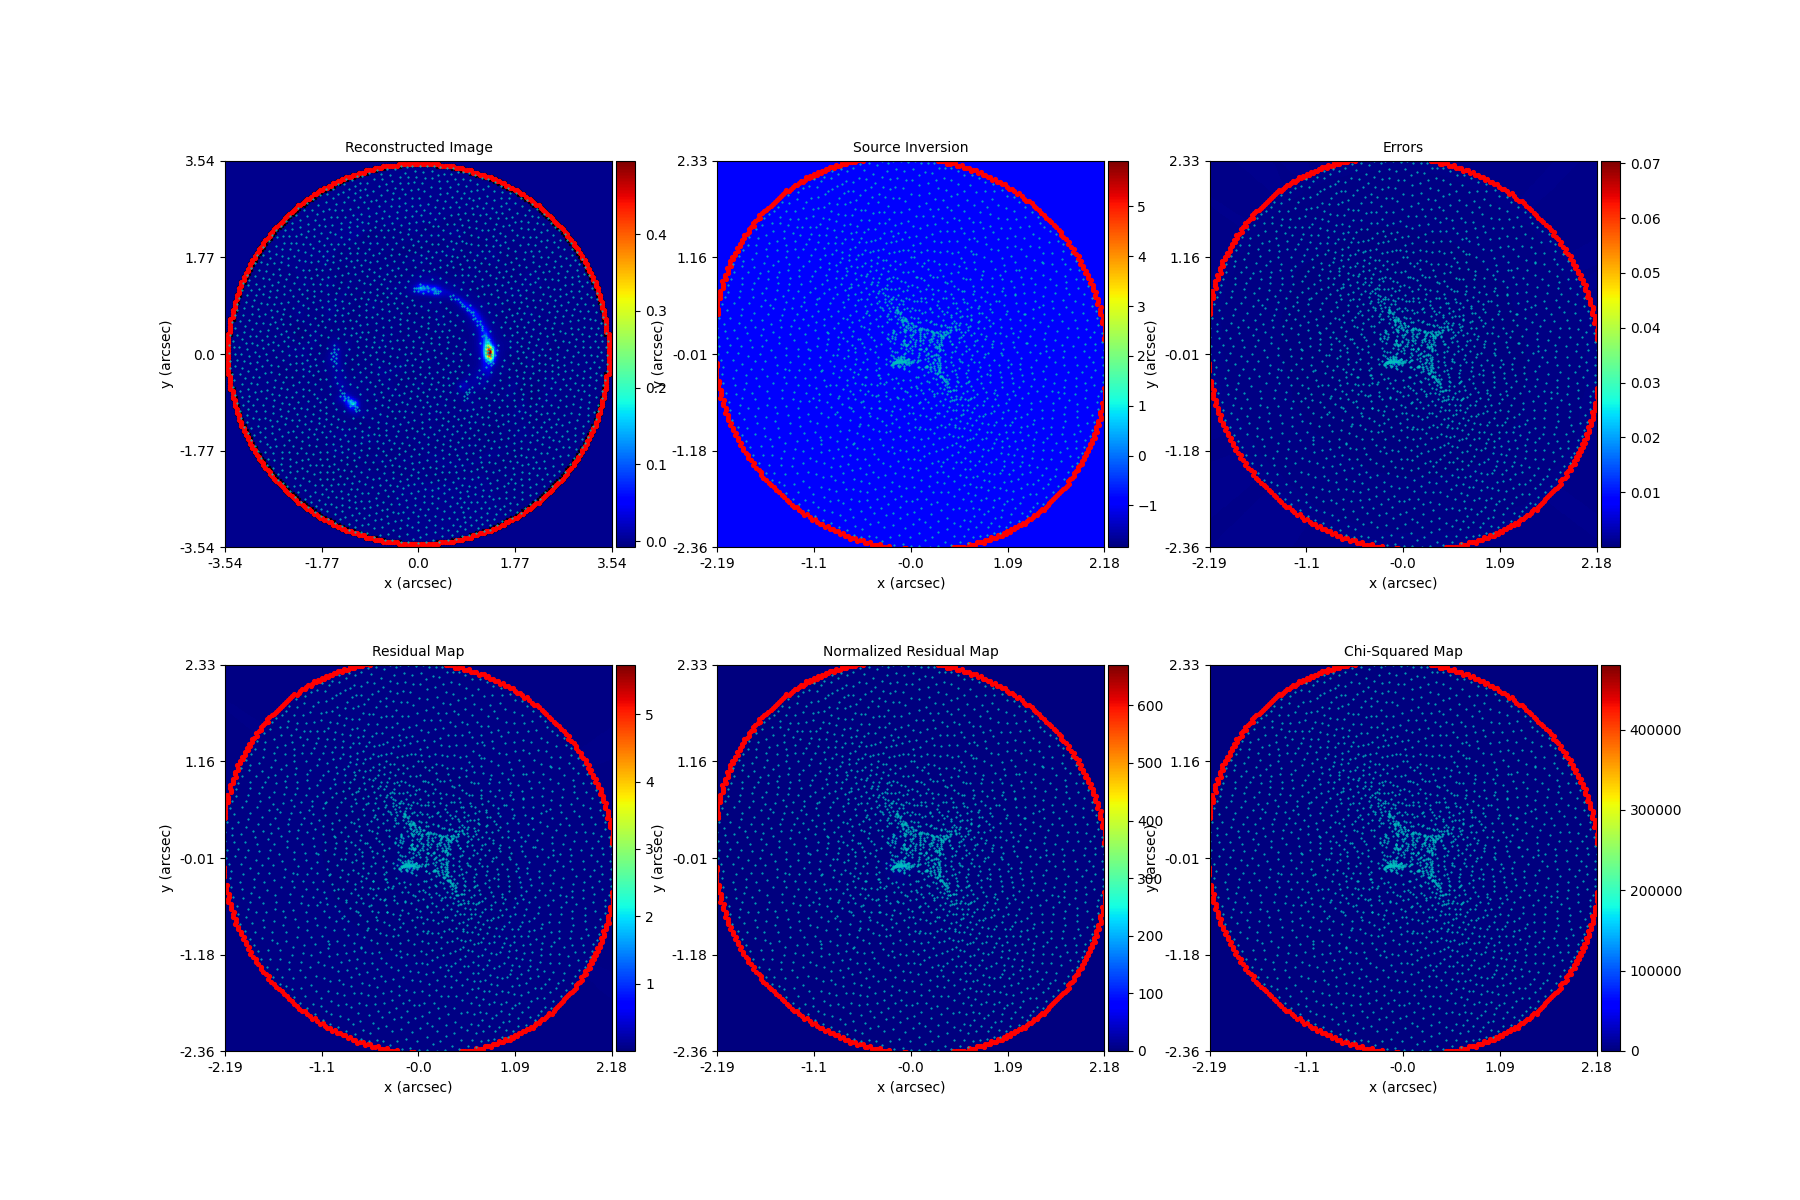 Reconstructed Image
3.54
1.77
0.0
-1.77
-3.54
y (arcsec)
-3.54 -1.77 0.0 1.77 3.54
x (arcsec)
0.4
0.3
0.2
0.1
0.0
Source Inversion
2.33
1.16
-0.01
-1.18
-2.36
y (arcsec)
-2.19 -1.1 -0.0 1.09 2.18
x (arcsec)
5
4
3
2
1
0
−1
Errors
2.33
1.16
-0.01
-1.18
-2.36
y (arcsec)
-2.19 -1.1 -0.0 1.09 2.18
x (arcsec)
0.07
0.06
0.05
0.04
0.03
0.02
0.01
Residual Map
2.33
1.16
-0.01
-1.18
-2.36
y (arcsec)
-2.19 -1.1 -0.0 1.09 2.18
x (arcsec)
5
4
3
2
1
Normalized Residual Map
2.33
1.16
-0.01
-1.18
-2.36
y (arcsec)
-2.19 -1.1 -0.0 1.09 2.18
x (arcsec)
600
500
400
300
200
100
0
Chi-Squared Map
2.33
1.16
-0.01
-1.18
-2.36
y (arcsec)
-2.19 -1.1 -0.0 1.09 2.18
x (arcsec)
400000
300000
200000
100000
0